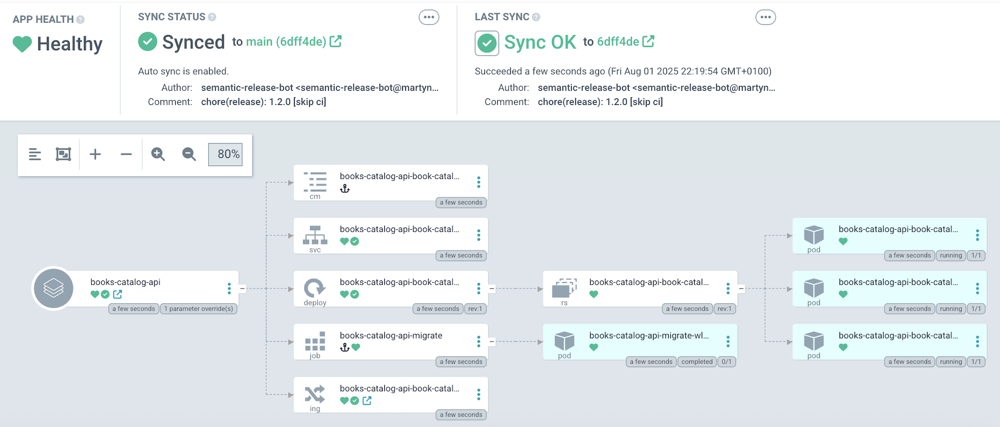 APP HEALTH ?
Healthy
SYNC STATUS ?
Synced to main (6dff4de)
Auto sync is enabled.
Author: semantic-release-bot <semantic-release-bot@martyn...
Comment: chore(release): 1.2.0 [skip ci]
LAST SYNC ?
Sync OK to 6dff4de
Succeeded a few seconds ago (Fri Aug 01 2025 22:19:54 GMT+0100)
Author: semantic-release-bot <semantic-release-bot@martyn...
Comment: chore(release): 1.2.0 [skip ci]
80%
books-catalog-api
a few seconds 1 parameter override(s)
books-catalog-api-book-catal...
cm
a few seconds
books-catalog-api-book-catal...
svc
a few seconds
books-catalog-api-book-catal...
deploy
a few seconds rev:1
books-catalog-api-migrate
job
a few seconds
books-catalog-api-book-catal...
ing
a few seconds
books-catalog-api-book-catal...
rs
a few seconds rev:1
books-catalog-api-migrate-wl...
pod
a few seconds completed 0/1
books-catalog-api-book-catal...
pod
a few seconds running 1/1
books-catalog-api-book-catal...
pod
a few seconds running 1/1
books-catalog-api-book-catal...
pod
a few seconds running 1/1